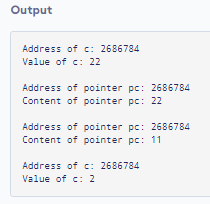 Output
Address of c: 2686784
Value of c: 22
Address of pointer pc: 2686784
Content of pointer pc: 22
Address of pointer pc: 2686784
Content of pointer pc: 11
Address of c: 2686784
Value of c: 2